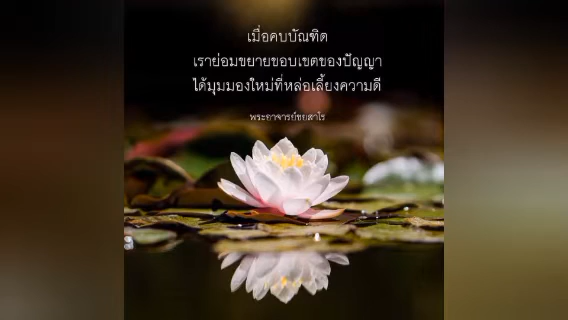 เมื่อคบบัณฑิต
เราย่อมขยายขอบเขตของปัญญา
ได้มุมมองใหม่ที่หล่อเลี้ยงความดี
พระอาจารย์ชยสาโร